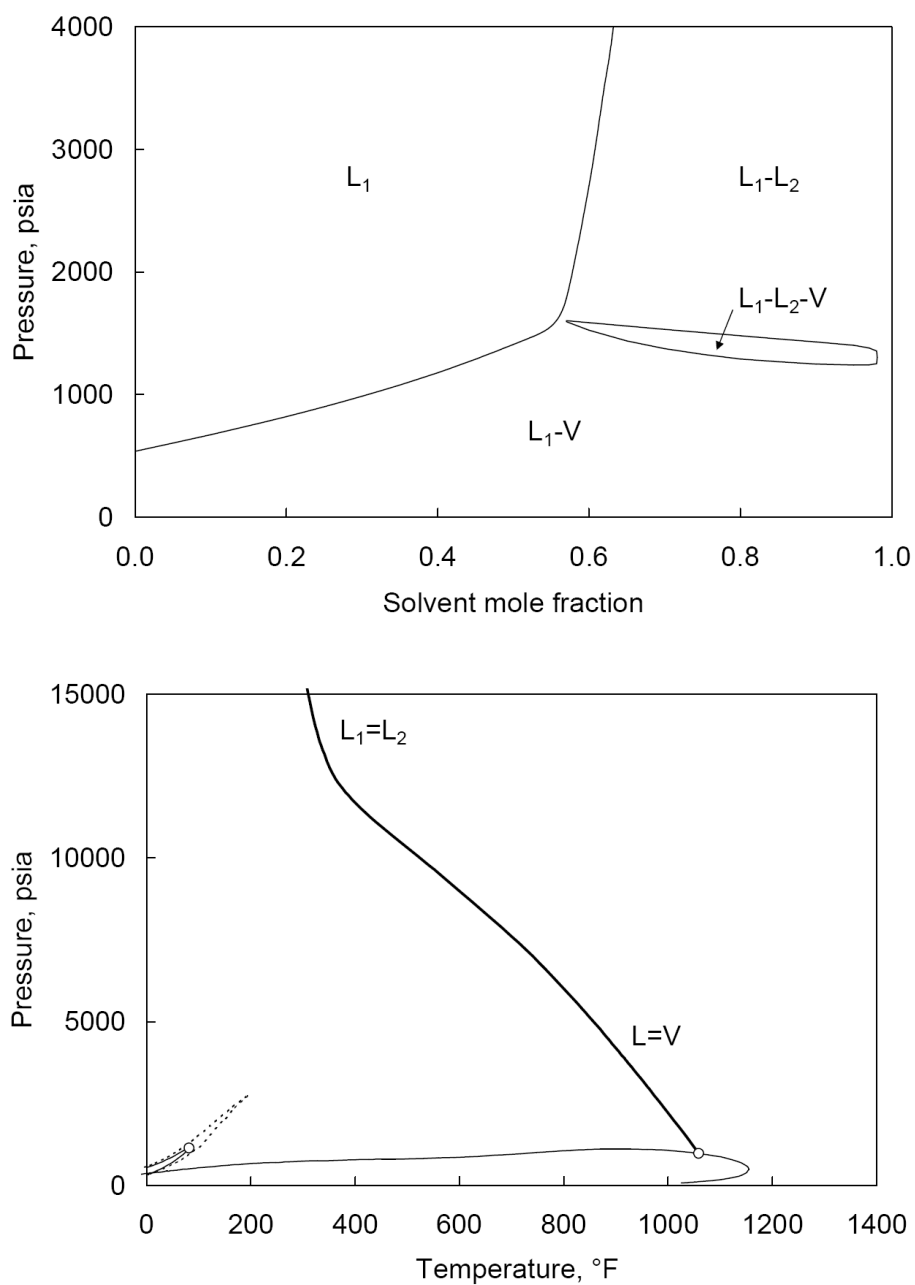 4000
3000
2000
1000
0
Pressure, psia
L₁
L₁-L₂
L₁-L₂-V
L₁-V
0.0 0.2 0.4 0.6 0.8 1.0
Solvent mole fraction
15000
10000
5000
0
Pressure, psia
L₁=L₂
L=V
0 200 400 600 800 1000 1200 1400
Temperature, °F